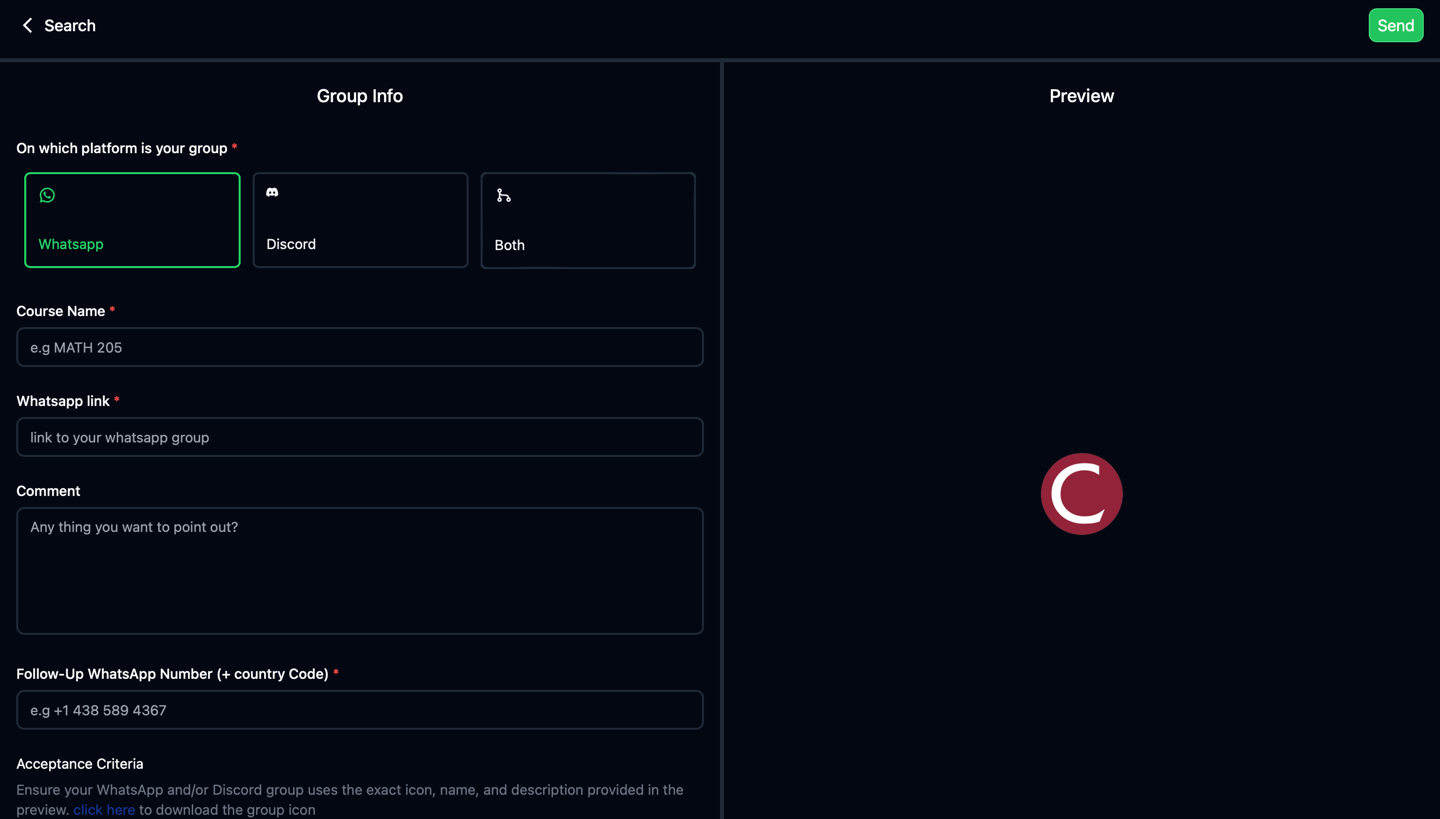 Search
Send
Group Info
Preview
On which platform is your group *
Whatsapp
Discord
Both
Course Name *
e.g MATH 205
Whatsapp link *
link to your whatsapp group
Comment
Any thing you want to point out?
Follow-Up WhatsApp Number (+ country Code) *
e.g +1 438 589 4367
Acceptance Criteria
Ensure your WhatsApp and/or Discord group uses the exact icon, name, and description provided in the
preview. click here to download the group icon
C